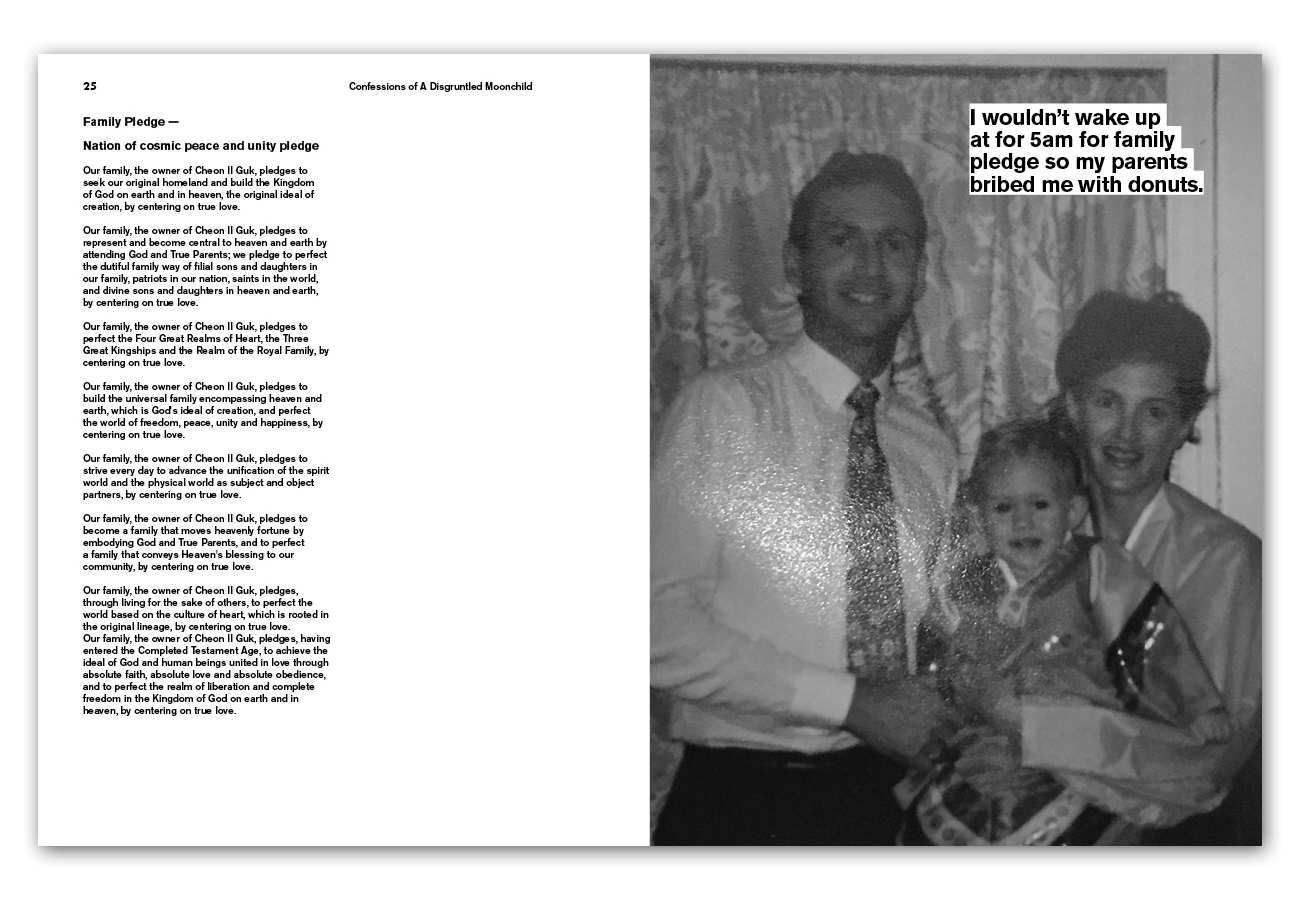 25
Confessions of A Disgruntled Moonchild
Family Pledge —
Nation of cosmic peace and unity pledge
Our family, the owner of Cheon Il Guk, pledges to
seek our original homeland and build the Kingdom
of God on earth and in heaven, the original ideal of
creation, by centering on true love.
Our family, the owner of Cheon Il Guk, pledges to
represent and become central to heaven and earth by
attending God and True Parents; we pledge to perfect
the dutiful family way of filial sons and daughters in
our family, patriots in our nation, saints in the world,
and divine sons and daughters in heaven and earth,
by centering on true love.
Our family, the owner of Cheon Il Guk, pledges to
perfect the Four Great Realms of Heart, the Three
Great Kingships and the Realm of the Royal Family, by
centering on true love.
Our family, the owner of Cheon Il Guk, pledges to
build the universal family encompassing heaven and
earth, which is God's ideal of creation, and perfect
the world of freedom, peace, unity and happiness, by
centering on true love.
Our family, the owner of Cheon Il Guk, pledges to
strive every day to advance the unification of the spirit
world and the physical world as subject and object
partners, by centering on true love.
Our family, the owner of Cheon Il Guk, pledges to
become a family that moves heavenly fortune by
embodying God and True Parents, and to perfect
a family that conveys Heaven's blessing to our
community, by centering on true love.
Our family, the owner of Cheon Il Guk, pledges,
through living for the sake of others, to perfect the
world based on the culture of heart, which is rooted in
the original lineage, by centering on true love.
Our family, the owner of Cheon Il Guk, pledges, having
entered the Completed Testament Age, to achieve the
ideal of God and human beings united in love through
absolute faith, absolute love and absolute obedience,
and to perfect the realm of liberation and complete
freedom in the Kingdom of God on earth and in
heaven, by centering on true love.
I wouldn't wake up
at for 5am for family
pledge so my parents
bribed me with donuts.